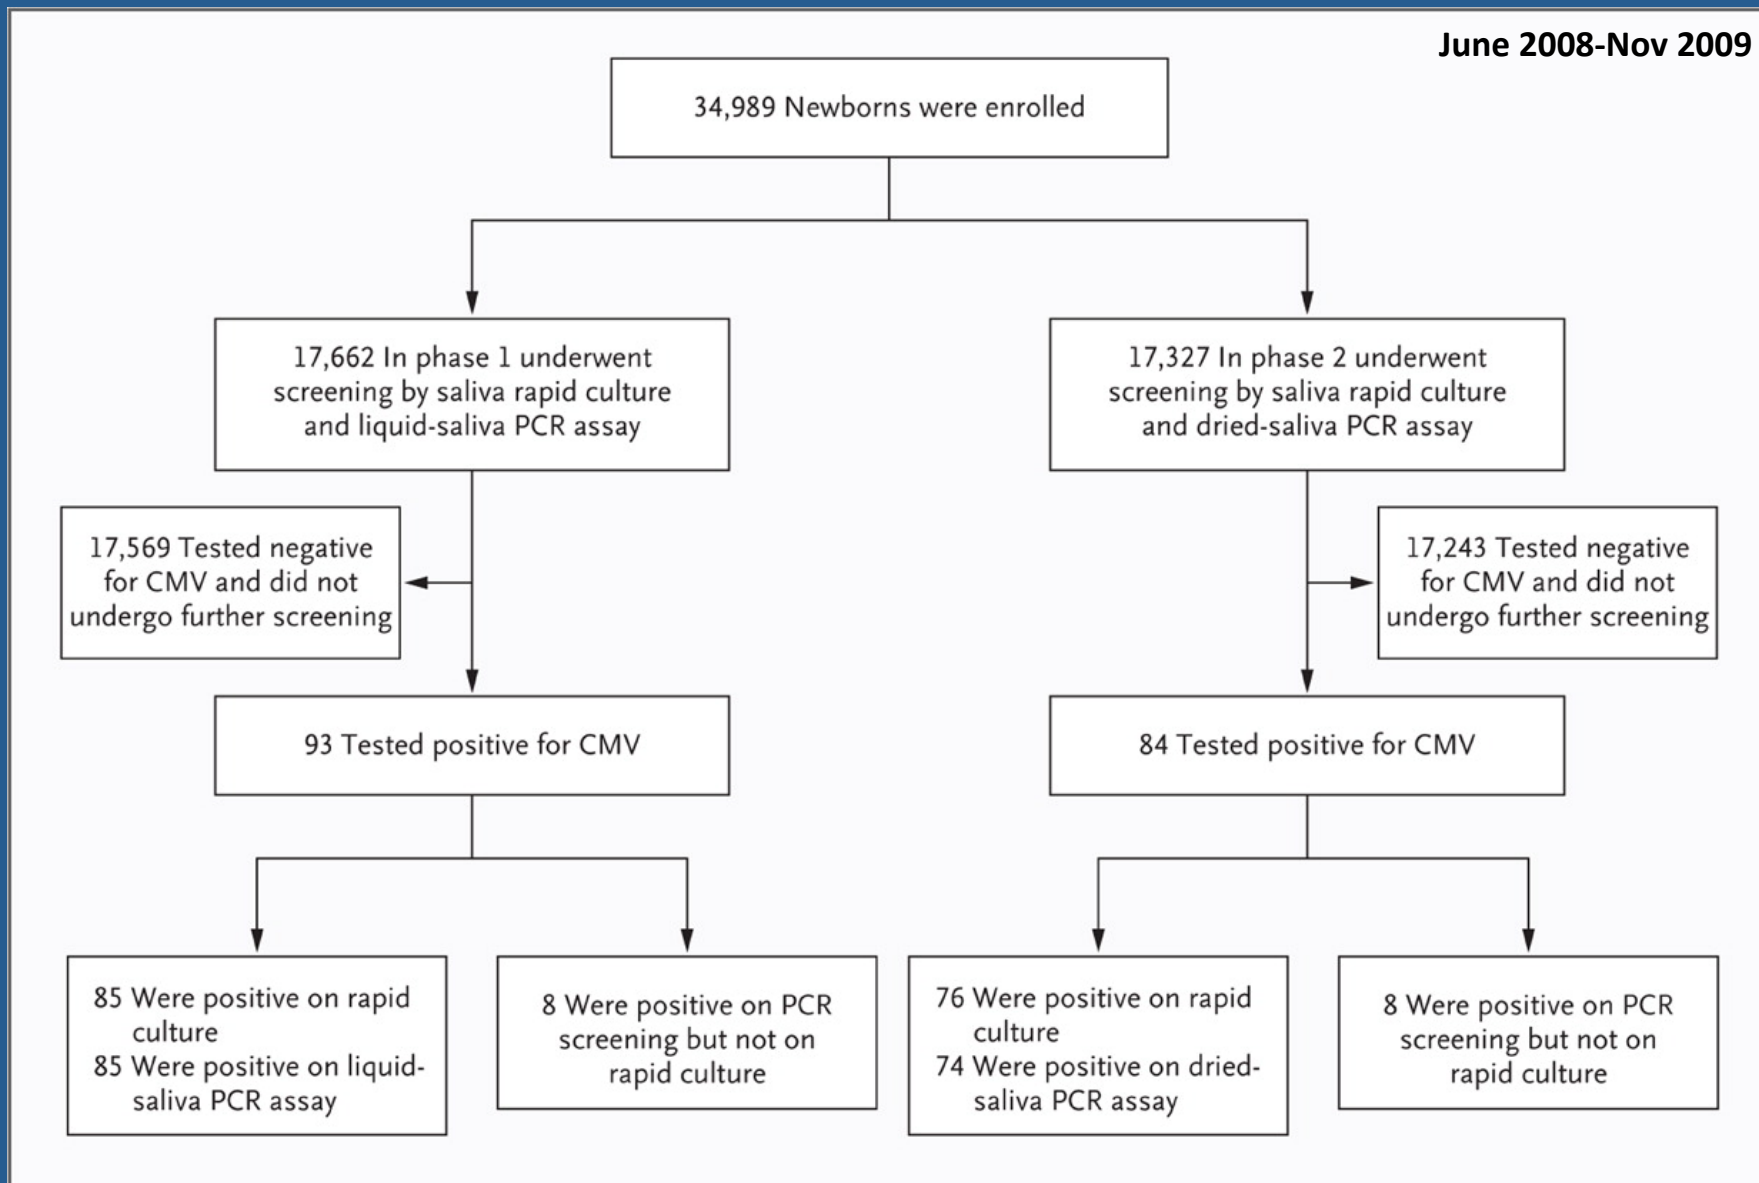 June 2008-Nov 2009
34,989 Newborns were enrolled
17,662 In phase 1 underwent
screening by saliva rapid culture
and liquid-saliva PCR assay
17,327 In phase 2 underwent
screening by saliva rapid culture
and dried-saliva PCR assay
17,569 Tested negative
for CMV and did not
undergo further screening
17,243 Tested negative
for CMV and did not
undergo further screening
93 Tested positive for CMV
84 Tested positive for CMV
85 Were positive on rapid
culture
85 Were positive on liquid-
saliva PCR assay
8 Were positive on PCR
screening but not on
rapid culture
76 Were positive on rapid
culture
74 Were positive on dried-
saliva PCR assay
8 Were positive on PCR
screening but not on
rapid culture